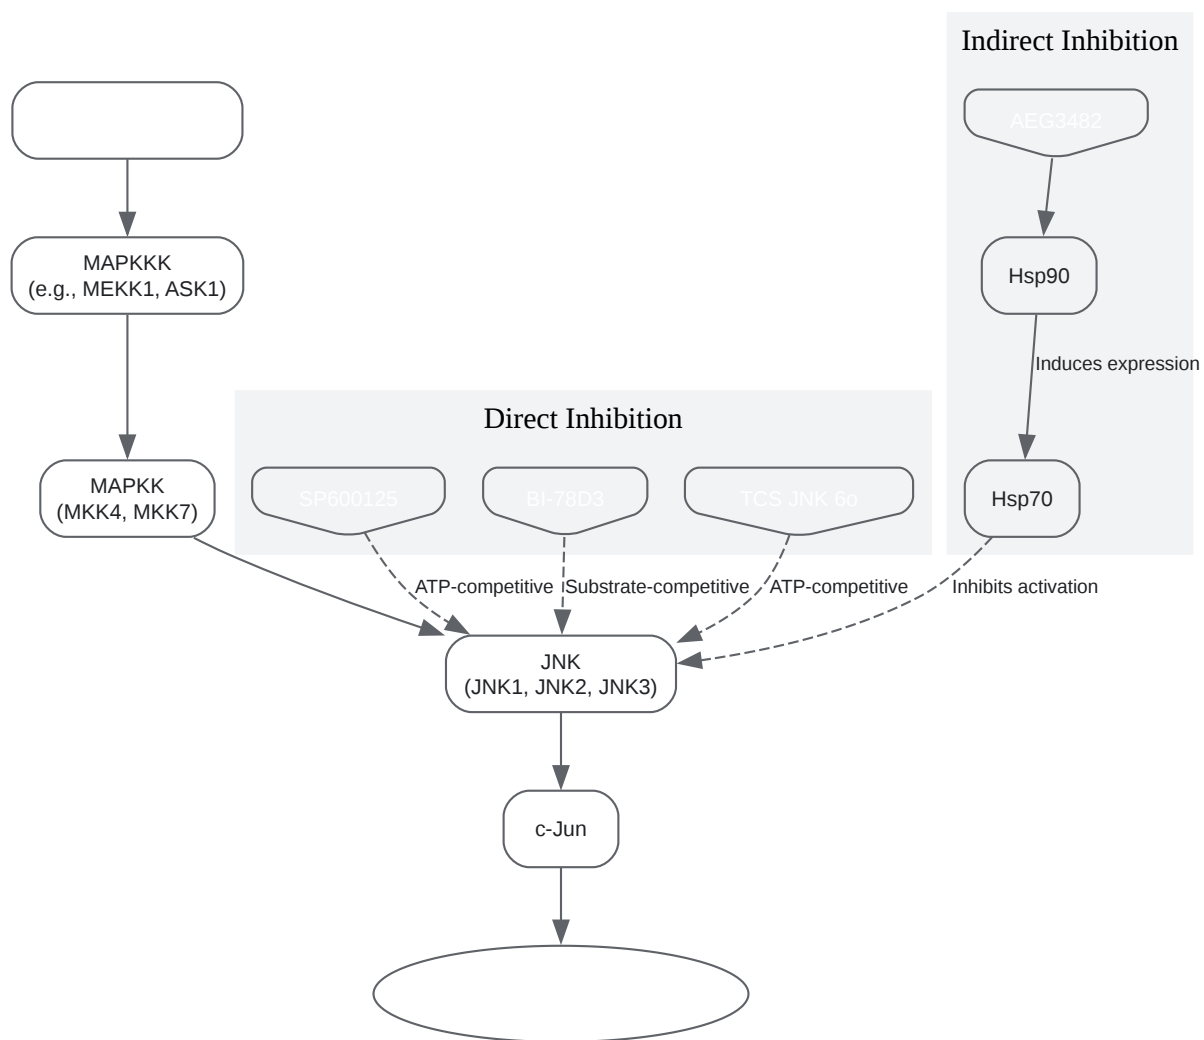 Indirect Inhibition
AEG3482
MAPKKK
(e.g., MEKK1, ASK1)
Hsp90
Induces expression
Direct Inhibition
MAPKK
(MKK4, MKK7)
SP600125
BI-78D3
TCS JNK 6o
Hsp70
ATP-competitive
Substrate-competitive
ATP-competitive
Inhibits activation
JNK
(JNK1, JNK2, JNK3)
c-Jun